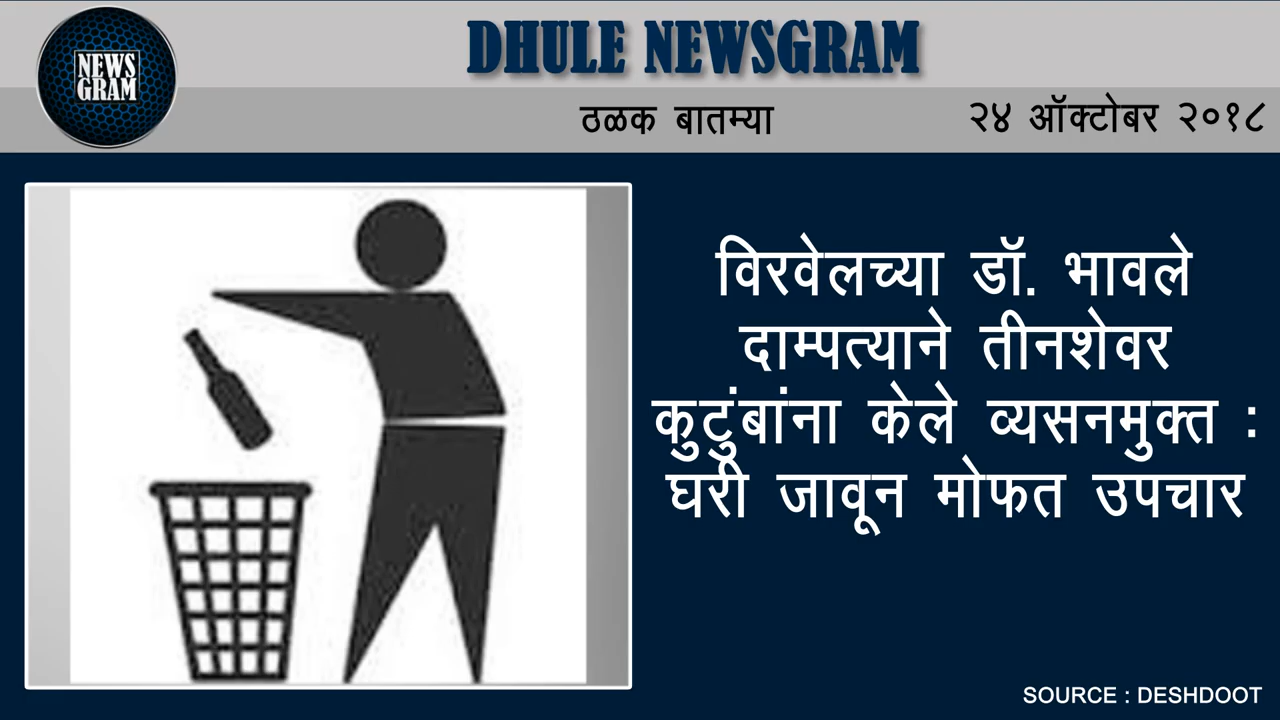 NEWS
GRAM
DHULE NEWSGRAM
ठळक बातम्या
२४ ऑक्टोबर २०१८
विरवेलच्या डॉ. भावले
दाम्पत्याने तीनशेवर
कुटुंबांना केले व्यसनमुक्त :
घरी जावून मोफत उपचार
SOURCE : DESHDOOT